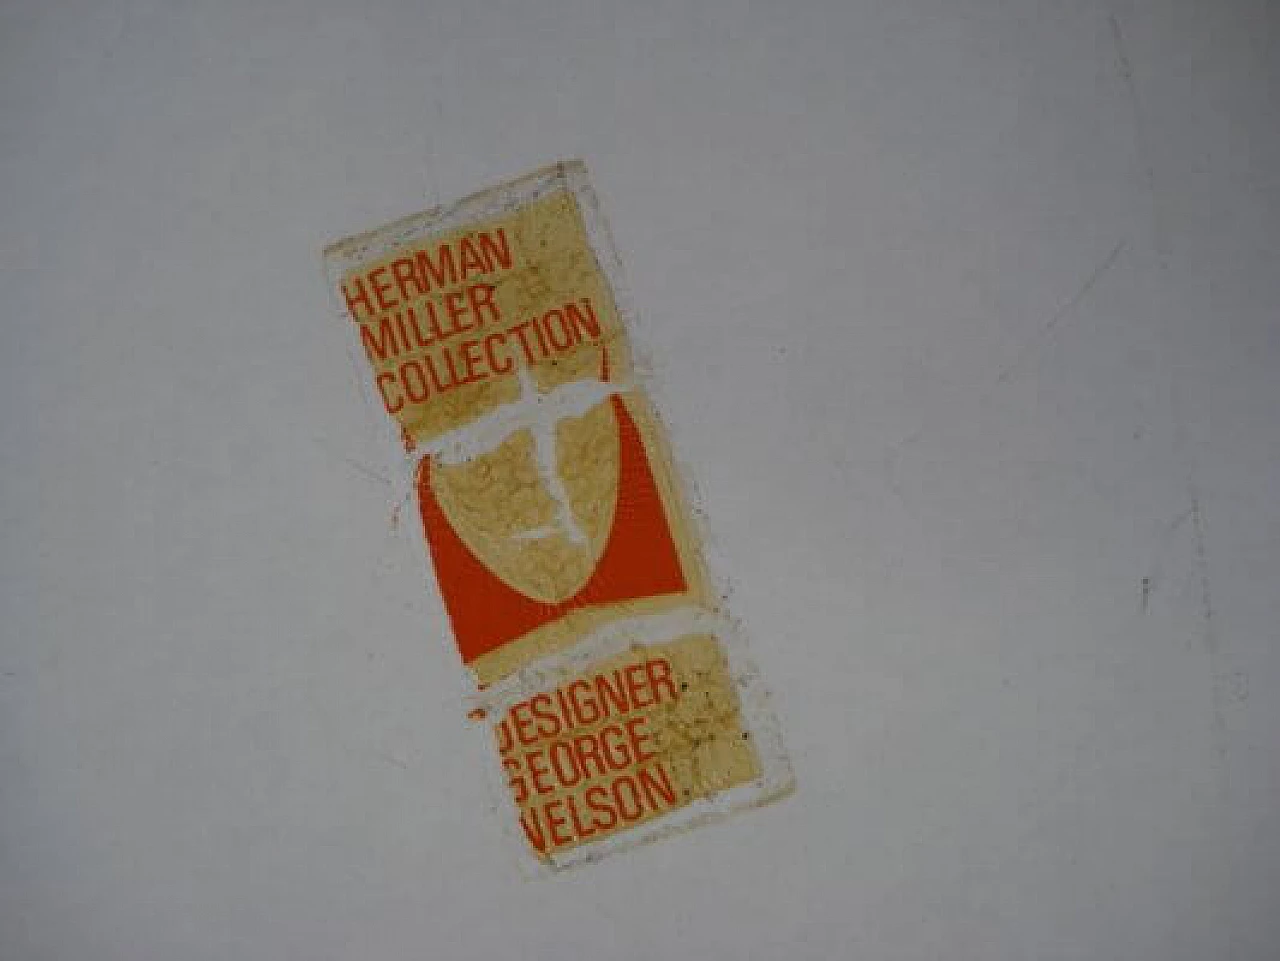 HERMAN
MILLER
COLLECTION
DESIGNER
GEORGE
NELSON